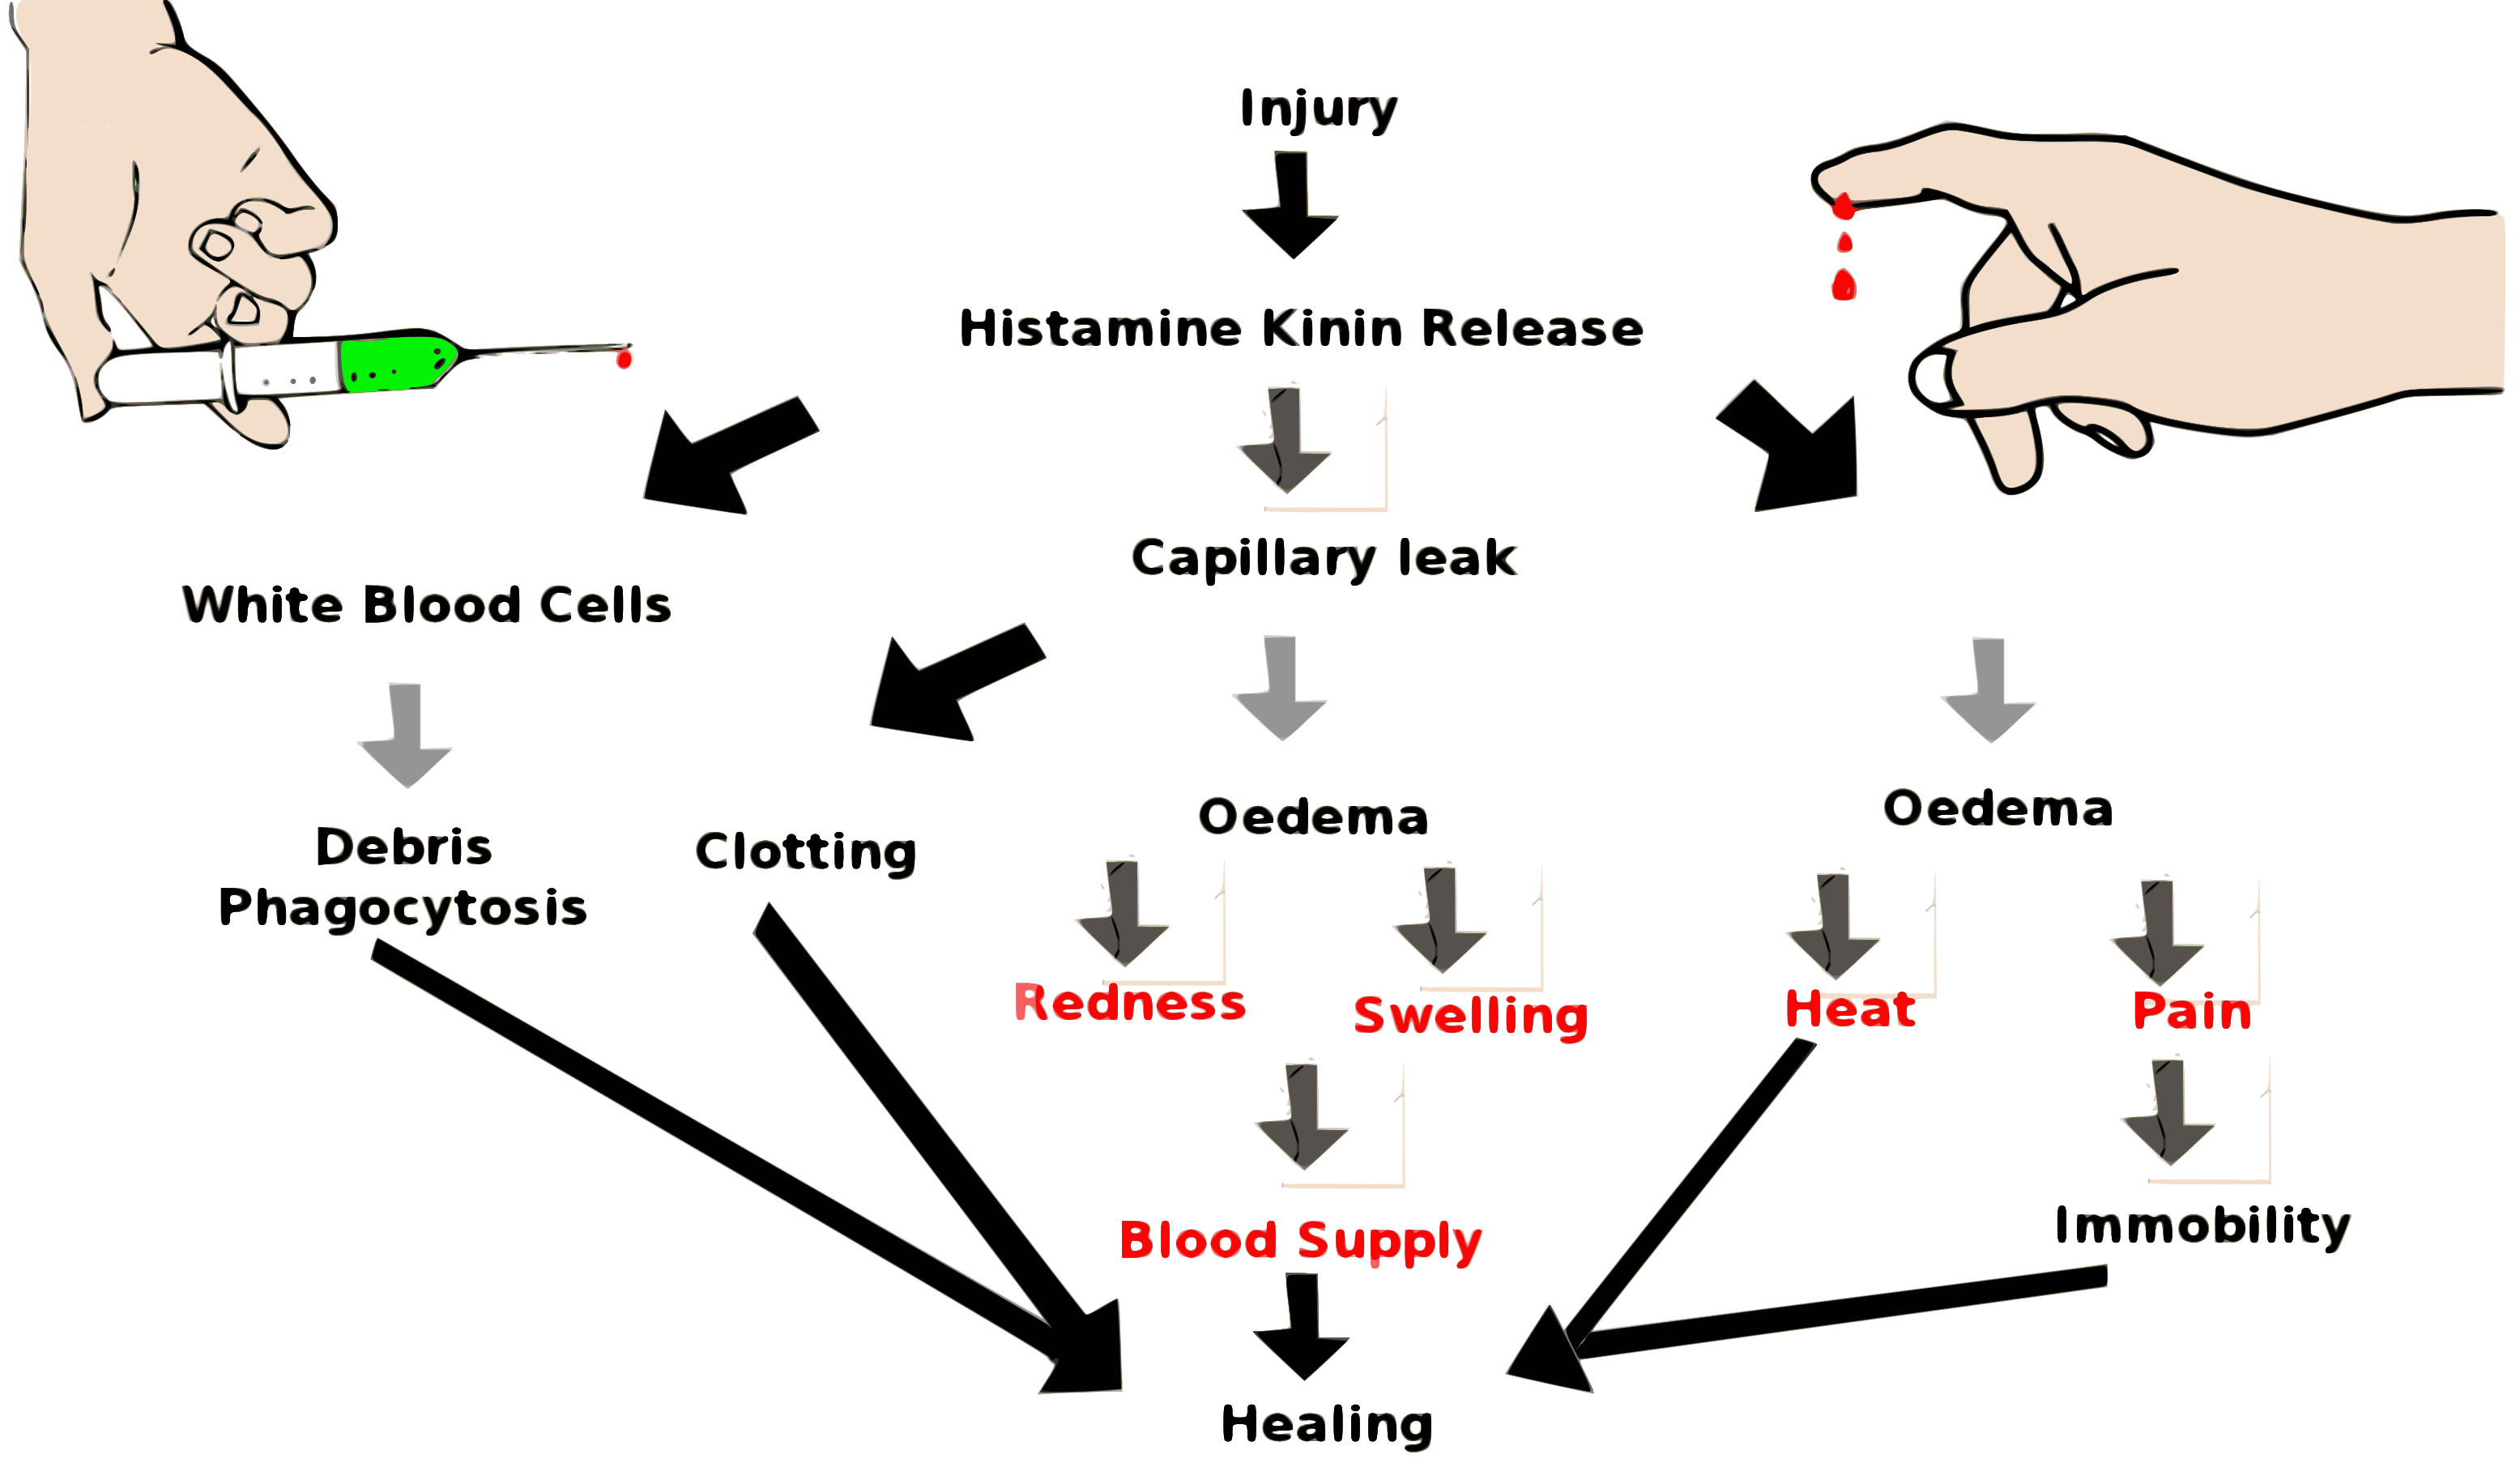 Injury
Histamine Kinin Release
Capillary leak
White Blood Cells
Oedema
Oedema
Debris
Phagocytosis
Clotting
Redness
Swelling
Heat
Pain
Blood Supply
Immobility
Healing